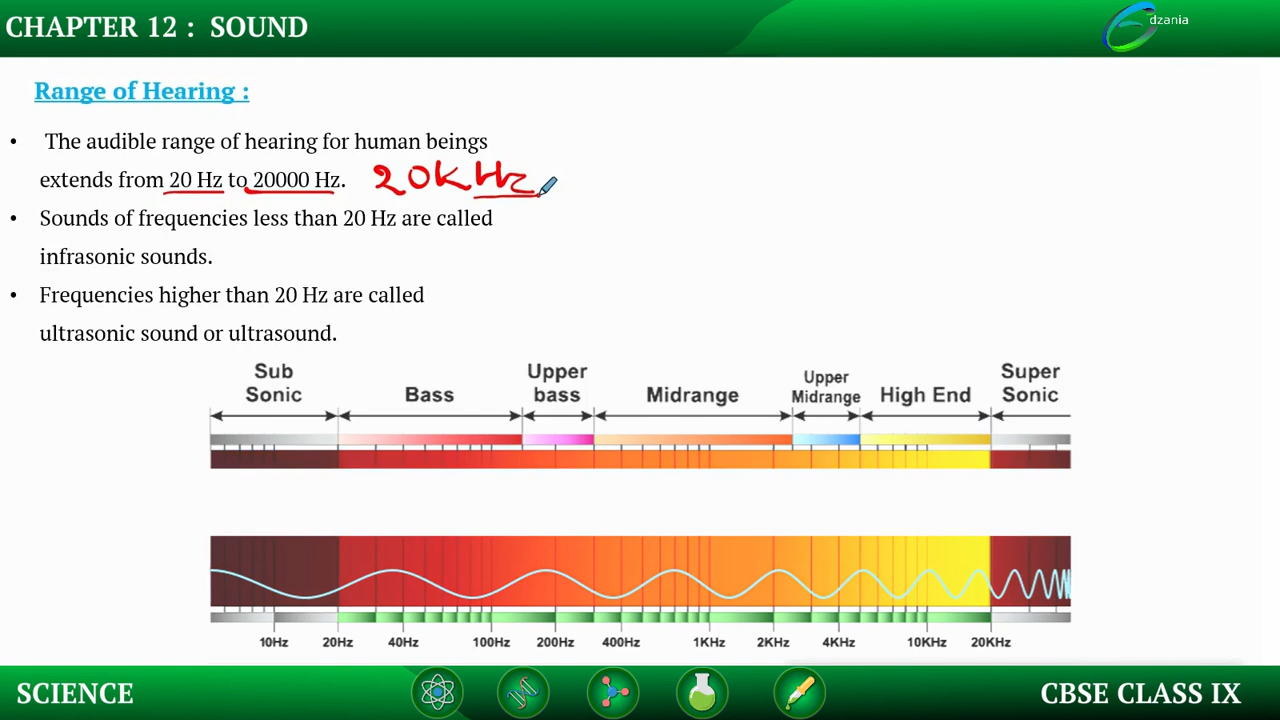 CHAPTER 12 : SOUND
dzania
Range of Hearing :
• The audible range of hearing for human beings
extends from 20 Hz to 20000 Hz. 20KHz
• Sounds of frequencies less than 20 Hz are called
infrasonic sounds.
• Frequencies higher than 20 Hz are called
ultrasonic sound or ultrasound.
Sub Sonic
Bass
Upper bass
Midrange
Upper Midrange
High End
Super Sonic
10Hz 20Hz 40Hz 100Hz 200Hz 400Hz 1KHz 2KHz 4KHz 10KHz 20KHz
SCIENCE
CBSE CLASS IX